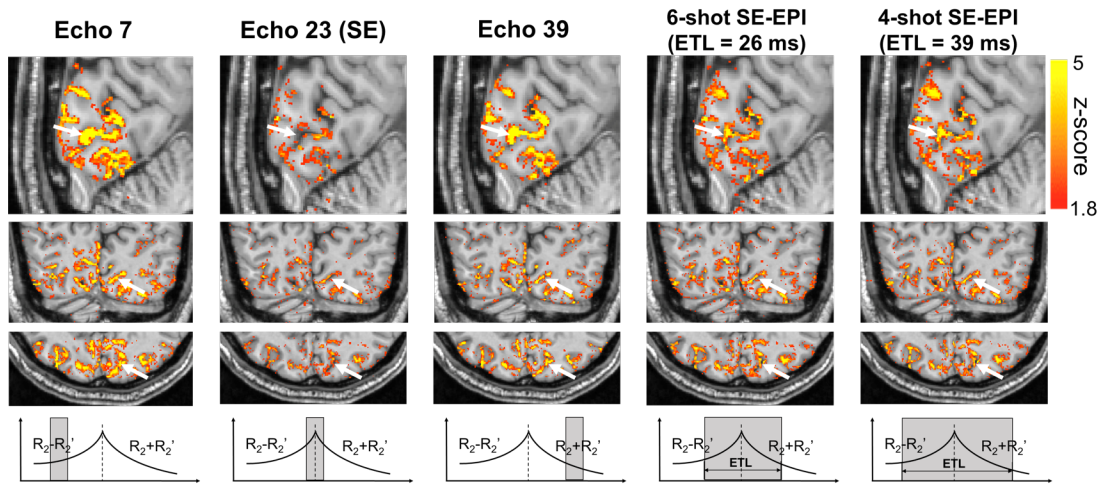 Echo 7
Echo 23 (SE)
Echo 39
6-shot SE-EPI
(ETL = 26 ms)
4-shot SE-EPI
(ETL = 39 ms)
5
z-score
1.8
R₂-R₂'
R₂-R₂' R₂+R₂'
R₂-R₂' R₂+R₂'
R₂-R₂' R₂+R₂'
ETL
R₂-R₂' R₂+R₂'
ETL